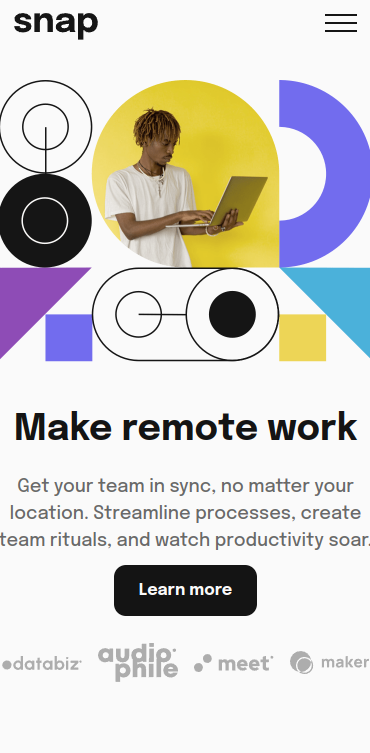 snap
Make remote work
Get your team in sync, no matter your
location. Streamline processes, create
team rituals, and watch productivity soar.
Learn more
databiz
audiophile
meet
maker